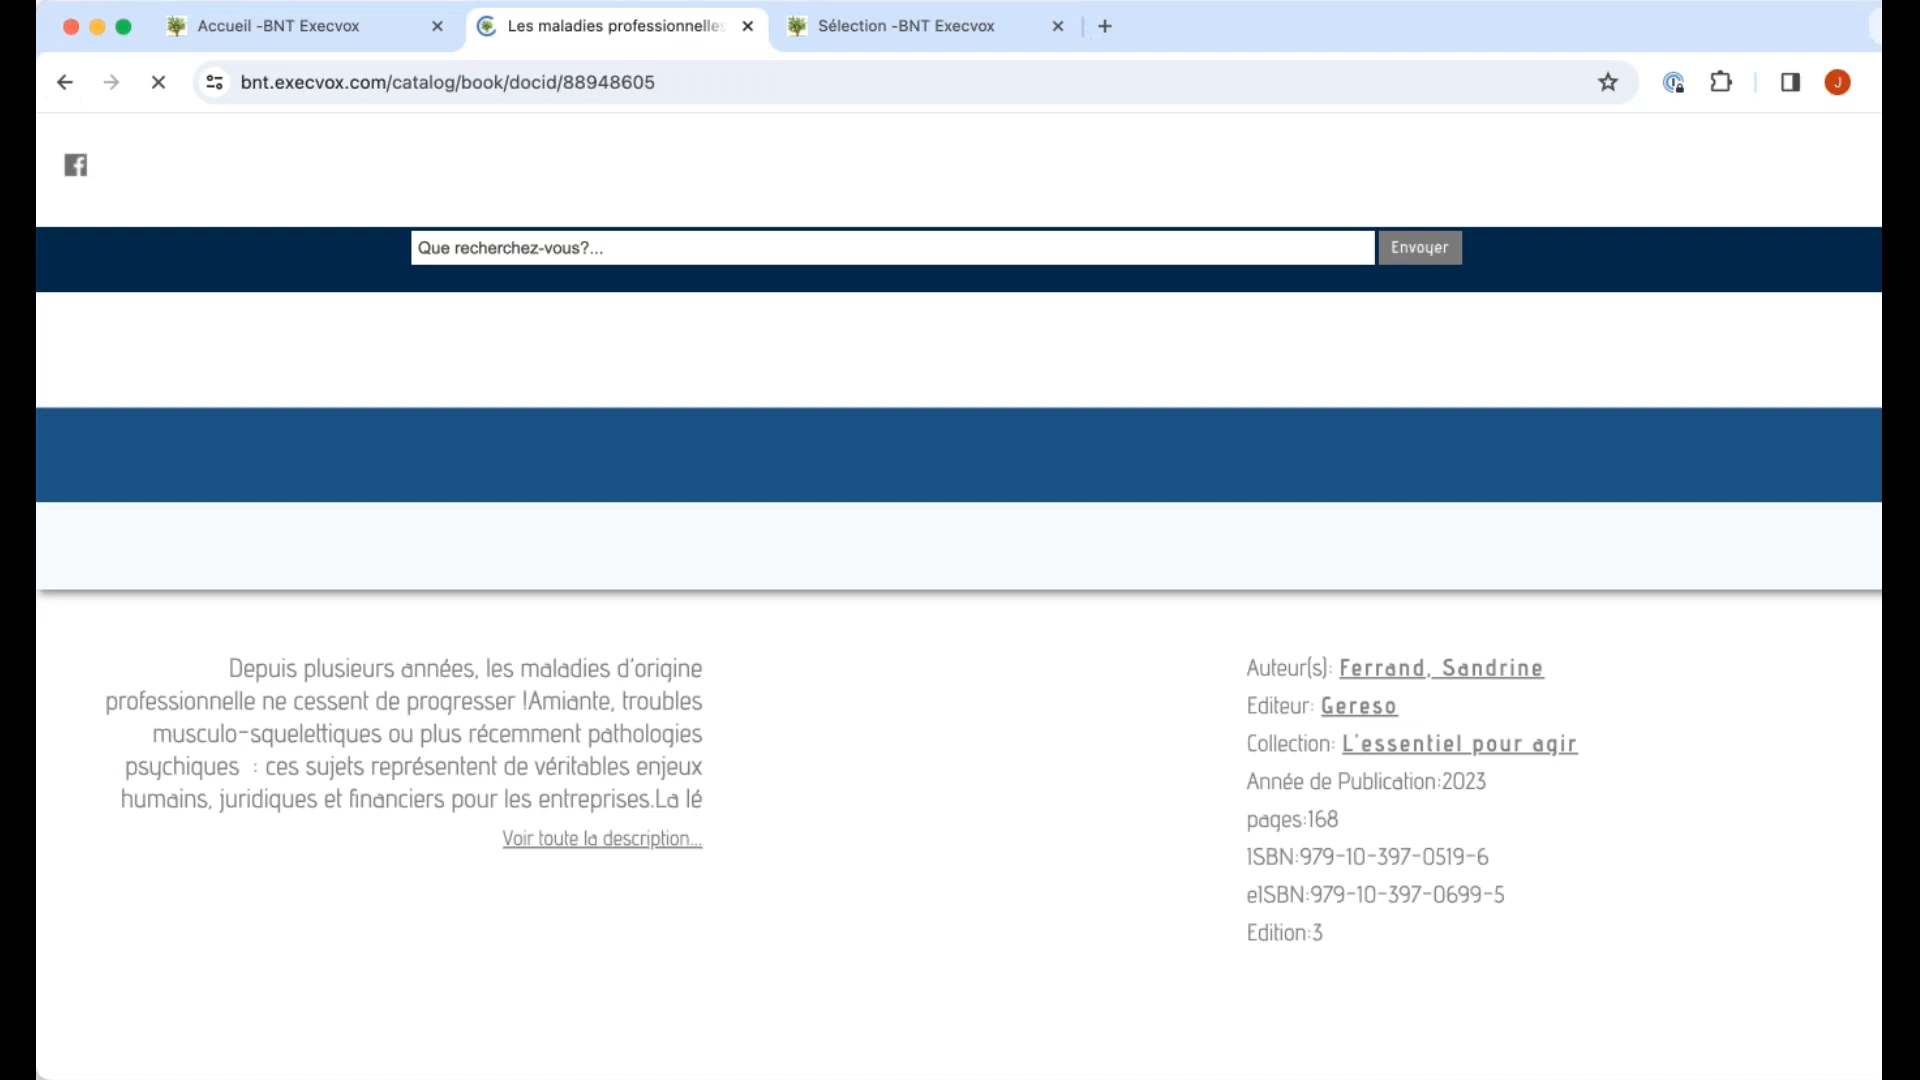 Accueil -BNT Execvox
Les maladies professionnelles
Sélection -BNT Execvox
bnt.execvox.com/catalog/book/docid/88948605
J
Que recherchez-vous?...
Envoyer
Depuis plusieurs années, les maladies d'origine
professionnelle ne cessent de progresser !Amiante, troubles
musculo-squelettiques ou plus récemment pathologies
psychiques : ces sujets représentent de véritables enjeux
humains, juridiques et financiers pour les entreprises.La lé
Voir toute la description...
Auteur(s): Ferrand, Sandrine
Editeur: Gereso
Collection: L'essentiel pour agir
Année de Publication:2023
pages:168
ISBN:979-10-397-0519-6
eISBN:979-10-397-0699-5
Edition:3